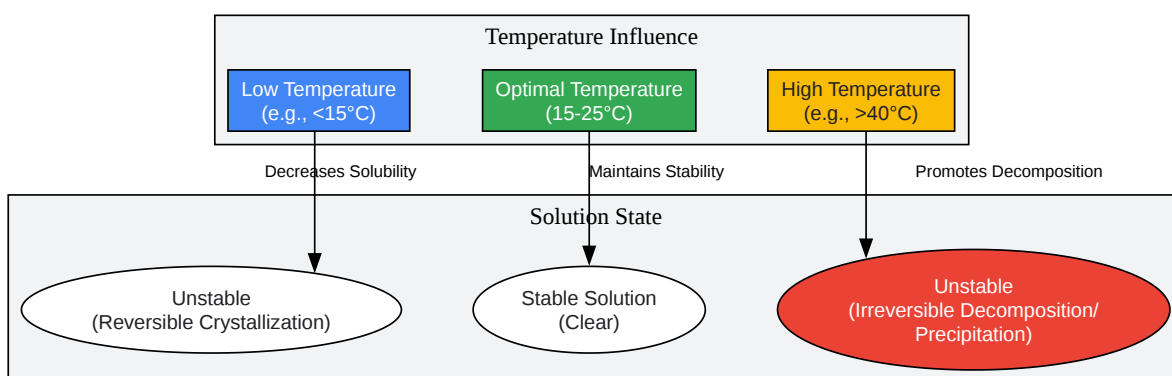 Temperature Influence
Low Temperature
(e.g., <15°C)
Optimal Temperature
(15-25°C)
High Temperature
(e.g., >40°C)
Decreases Solubility
Maintains Stability
Promotes Decomposition
Solution State
Unstable
(Reversible Crystallization)
Stable Solution
(Clear)
Unstable
(Irreversible Decomposition/
Precipitation)